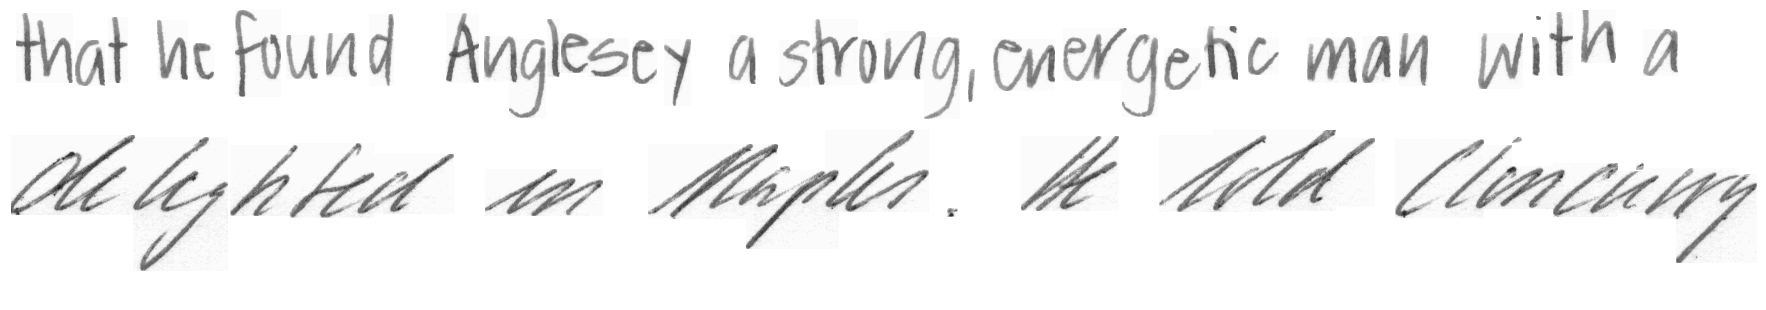 that he found Anglesey a strong, energetic man with a
delighted in Naples. He told Cloncurry